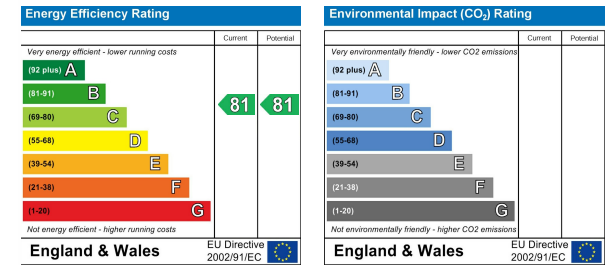 Energy Efficiency Rating
Current Potential
Very energy efficient - lower running costs
(92 plus) A
(81-91) B
81 81
(69-80) C
(55-68) D
(39-54) E
(21-38) F
(1-20) G
Not energy efficient - higher running costs
England & Wales
EU Directive
2002/91/EC
Environmental Impact (CO₂) Rating
Current Potential
Very environmentally friendly - lower CO2 emissions
(92 plus) A
(81-91) B
(69-80) C
(55-68) D
(39-54) E
(21-38) F
(1-20) G
Not environmentally friendly - higher CO2 emissions
England & Wales
EU Directive
2002/91/EC